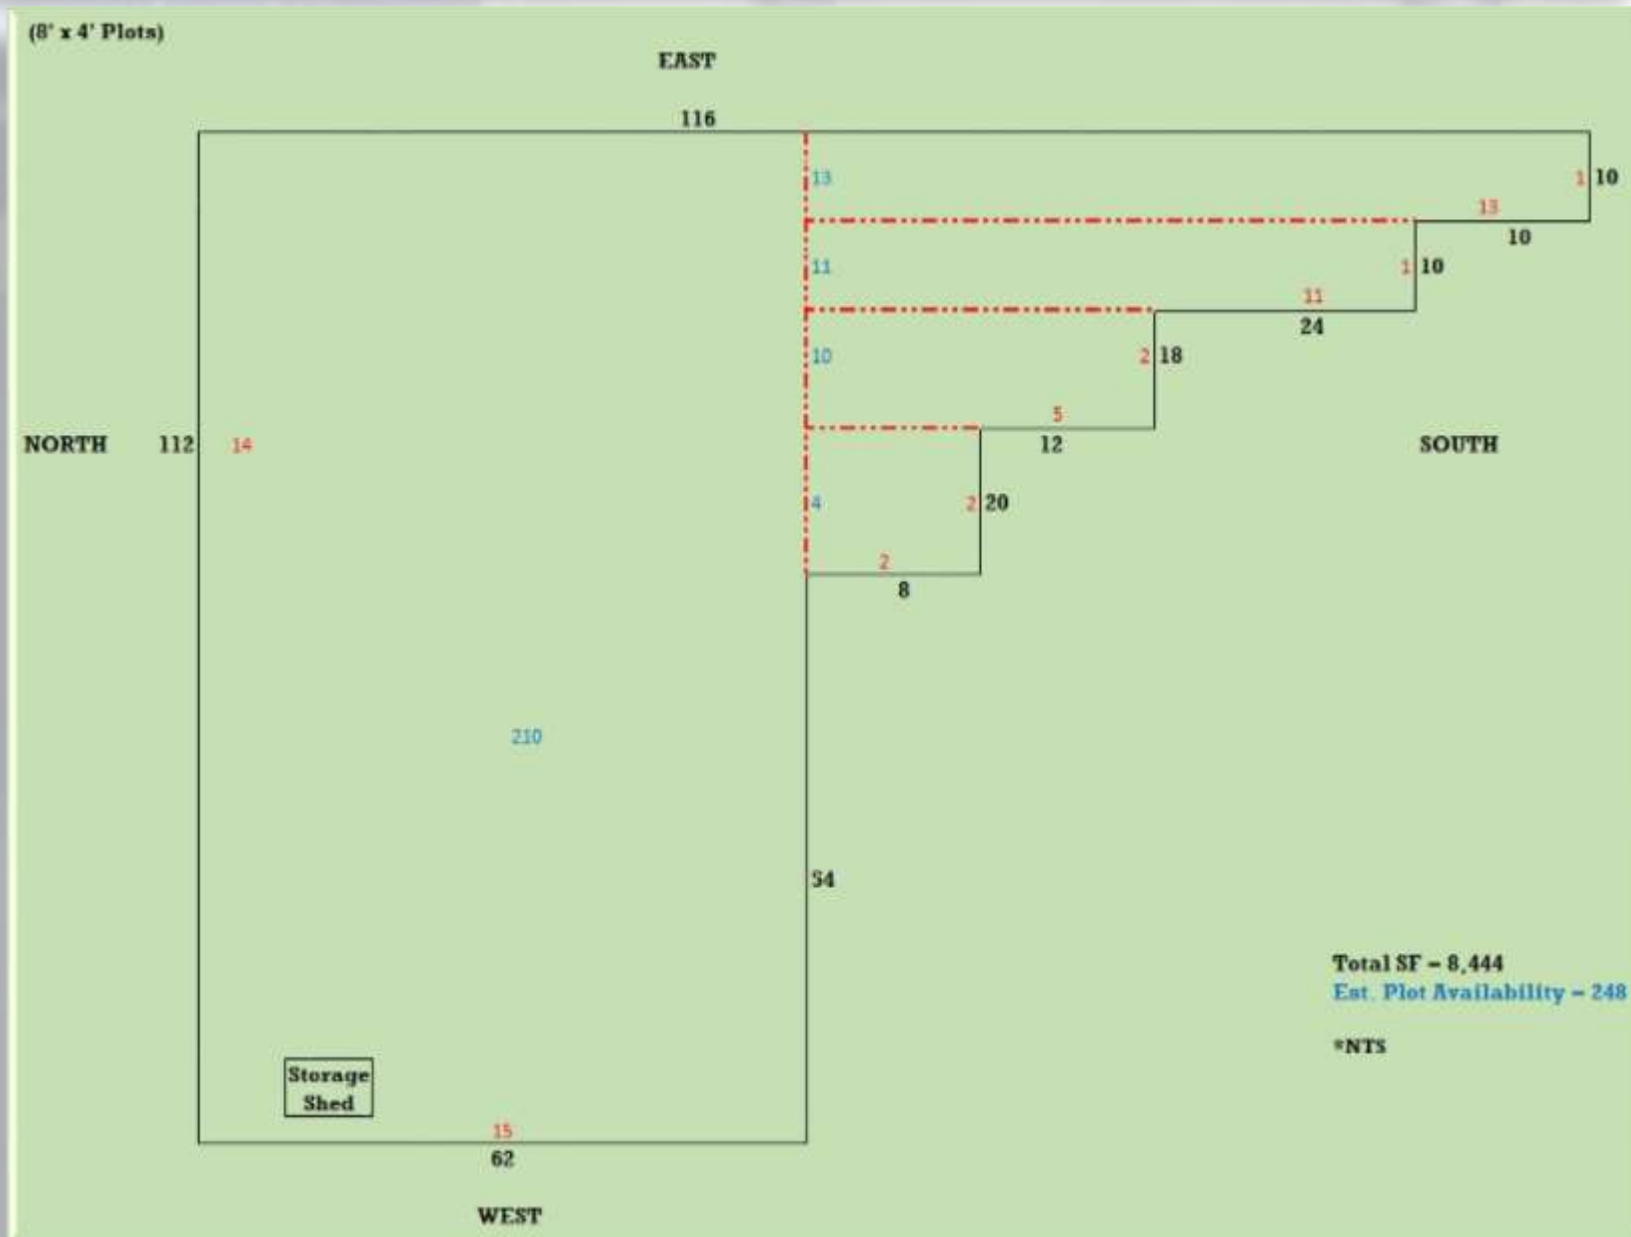 (8' x 4' Plots)
EAST
116
13
1 10
13
10
11
1 10
11
24
10
2 18
5
12
NORTH 112 14
SOUTH
4
2 20
2
8
210
54
Total SF = 8,444
Est. Plot Availability = 248
*NTS
Storage
Shed
15
62
WEST